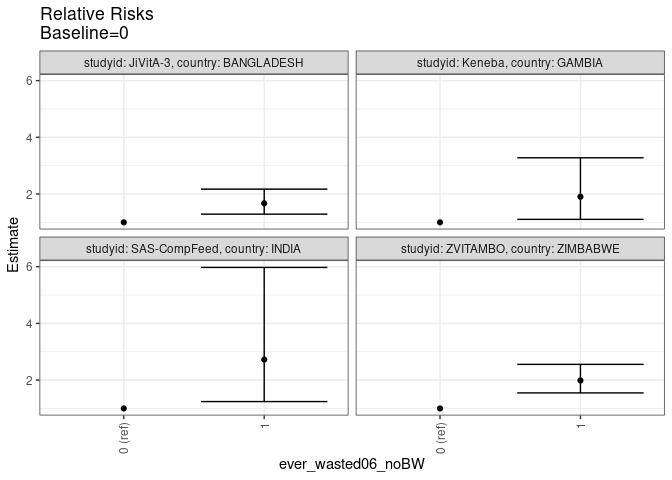 Relative Risks
Baseline=0
studyid: JiVitA-3, country: BANGLADESH
studyid: Keneba, country: GAMBIA
6
4
2
studyid: SAS-CompFeed, country: INDIA
studyid: ZVITAMBO, country: ZIMBABWE
6
4
2
Estimate
0 (ref)
1
0 (ref)
1
ever_wasted06_noBW